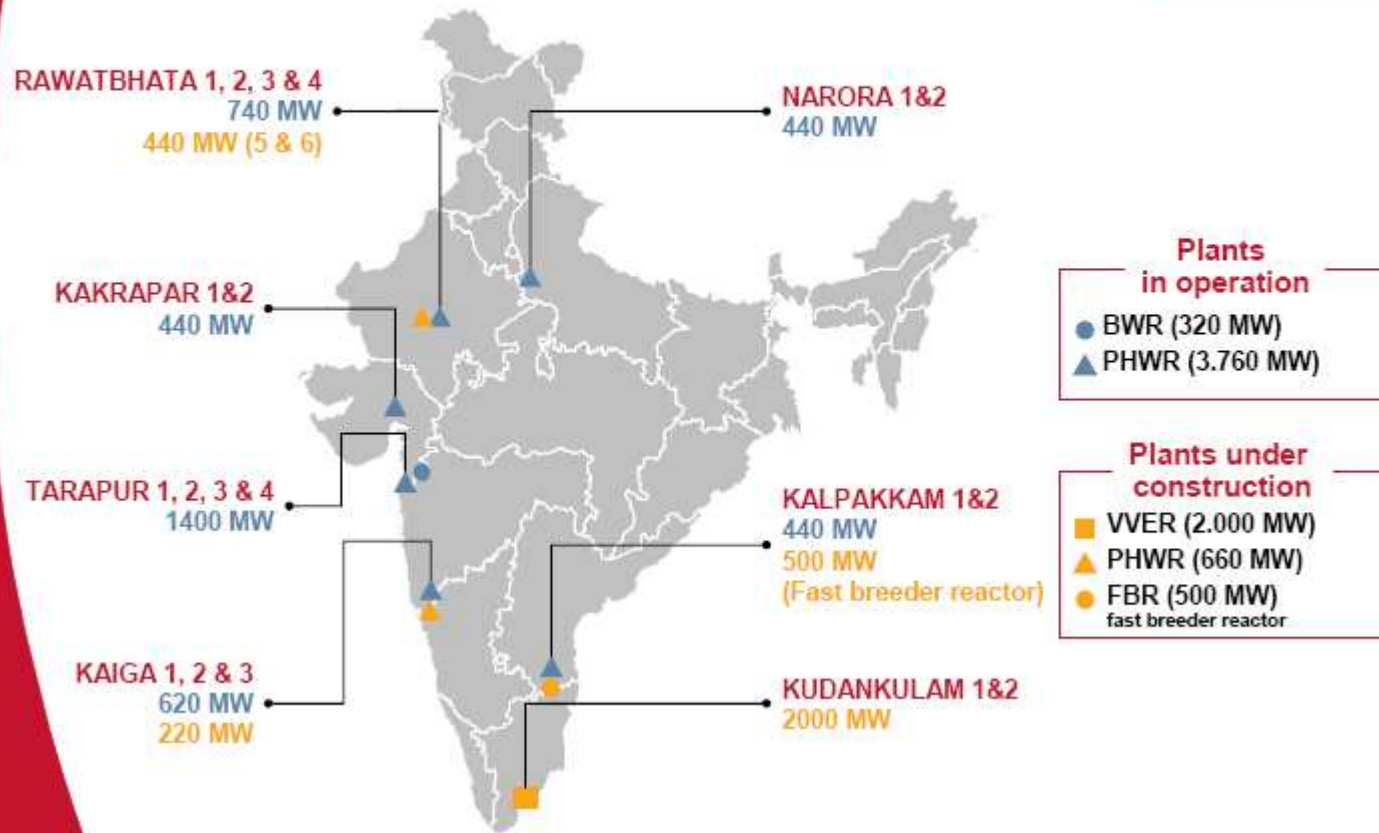 RAWATBHATA 1, 2, 3 & 4
740 MW
440 MW (5 & 6)
NARORA 1&2
440 MW
KAKRAPAR 1&2
440 MW
TARAPUR 1, 2, 3 & 4
1400 MW
KALPAKKAM 1&2
440 MW
500 MW
(Fast breeder reactor)
KAIGA 1, 2 & 3
620 MW
220 MW
KUDANKULAM 1&2
2000 MW
Plants
in operation
BWR (320 MW)
PHWR (3.760 MW)
Plants under
construction
VVER (2.000 MW)
PHWR (660 MW)
FBR (500 MW)
fast breeder reactor